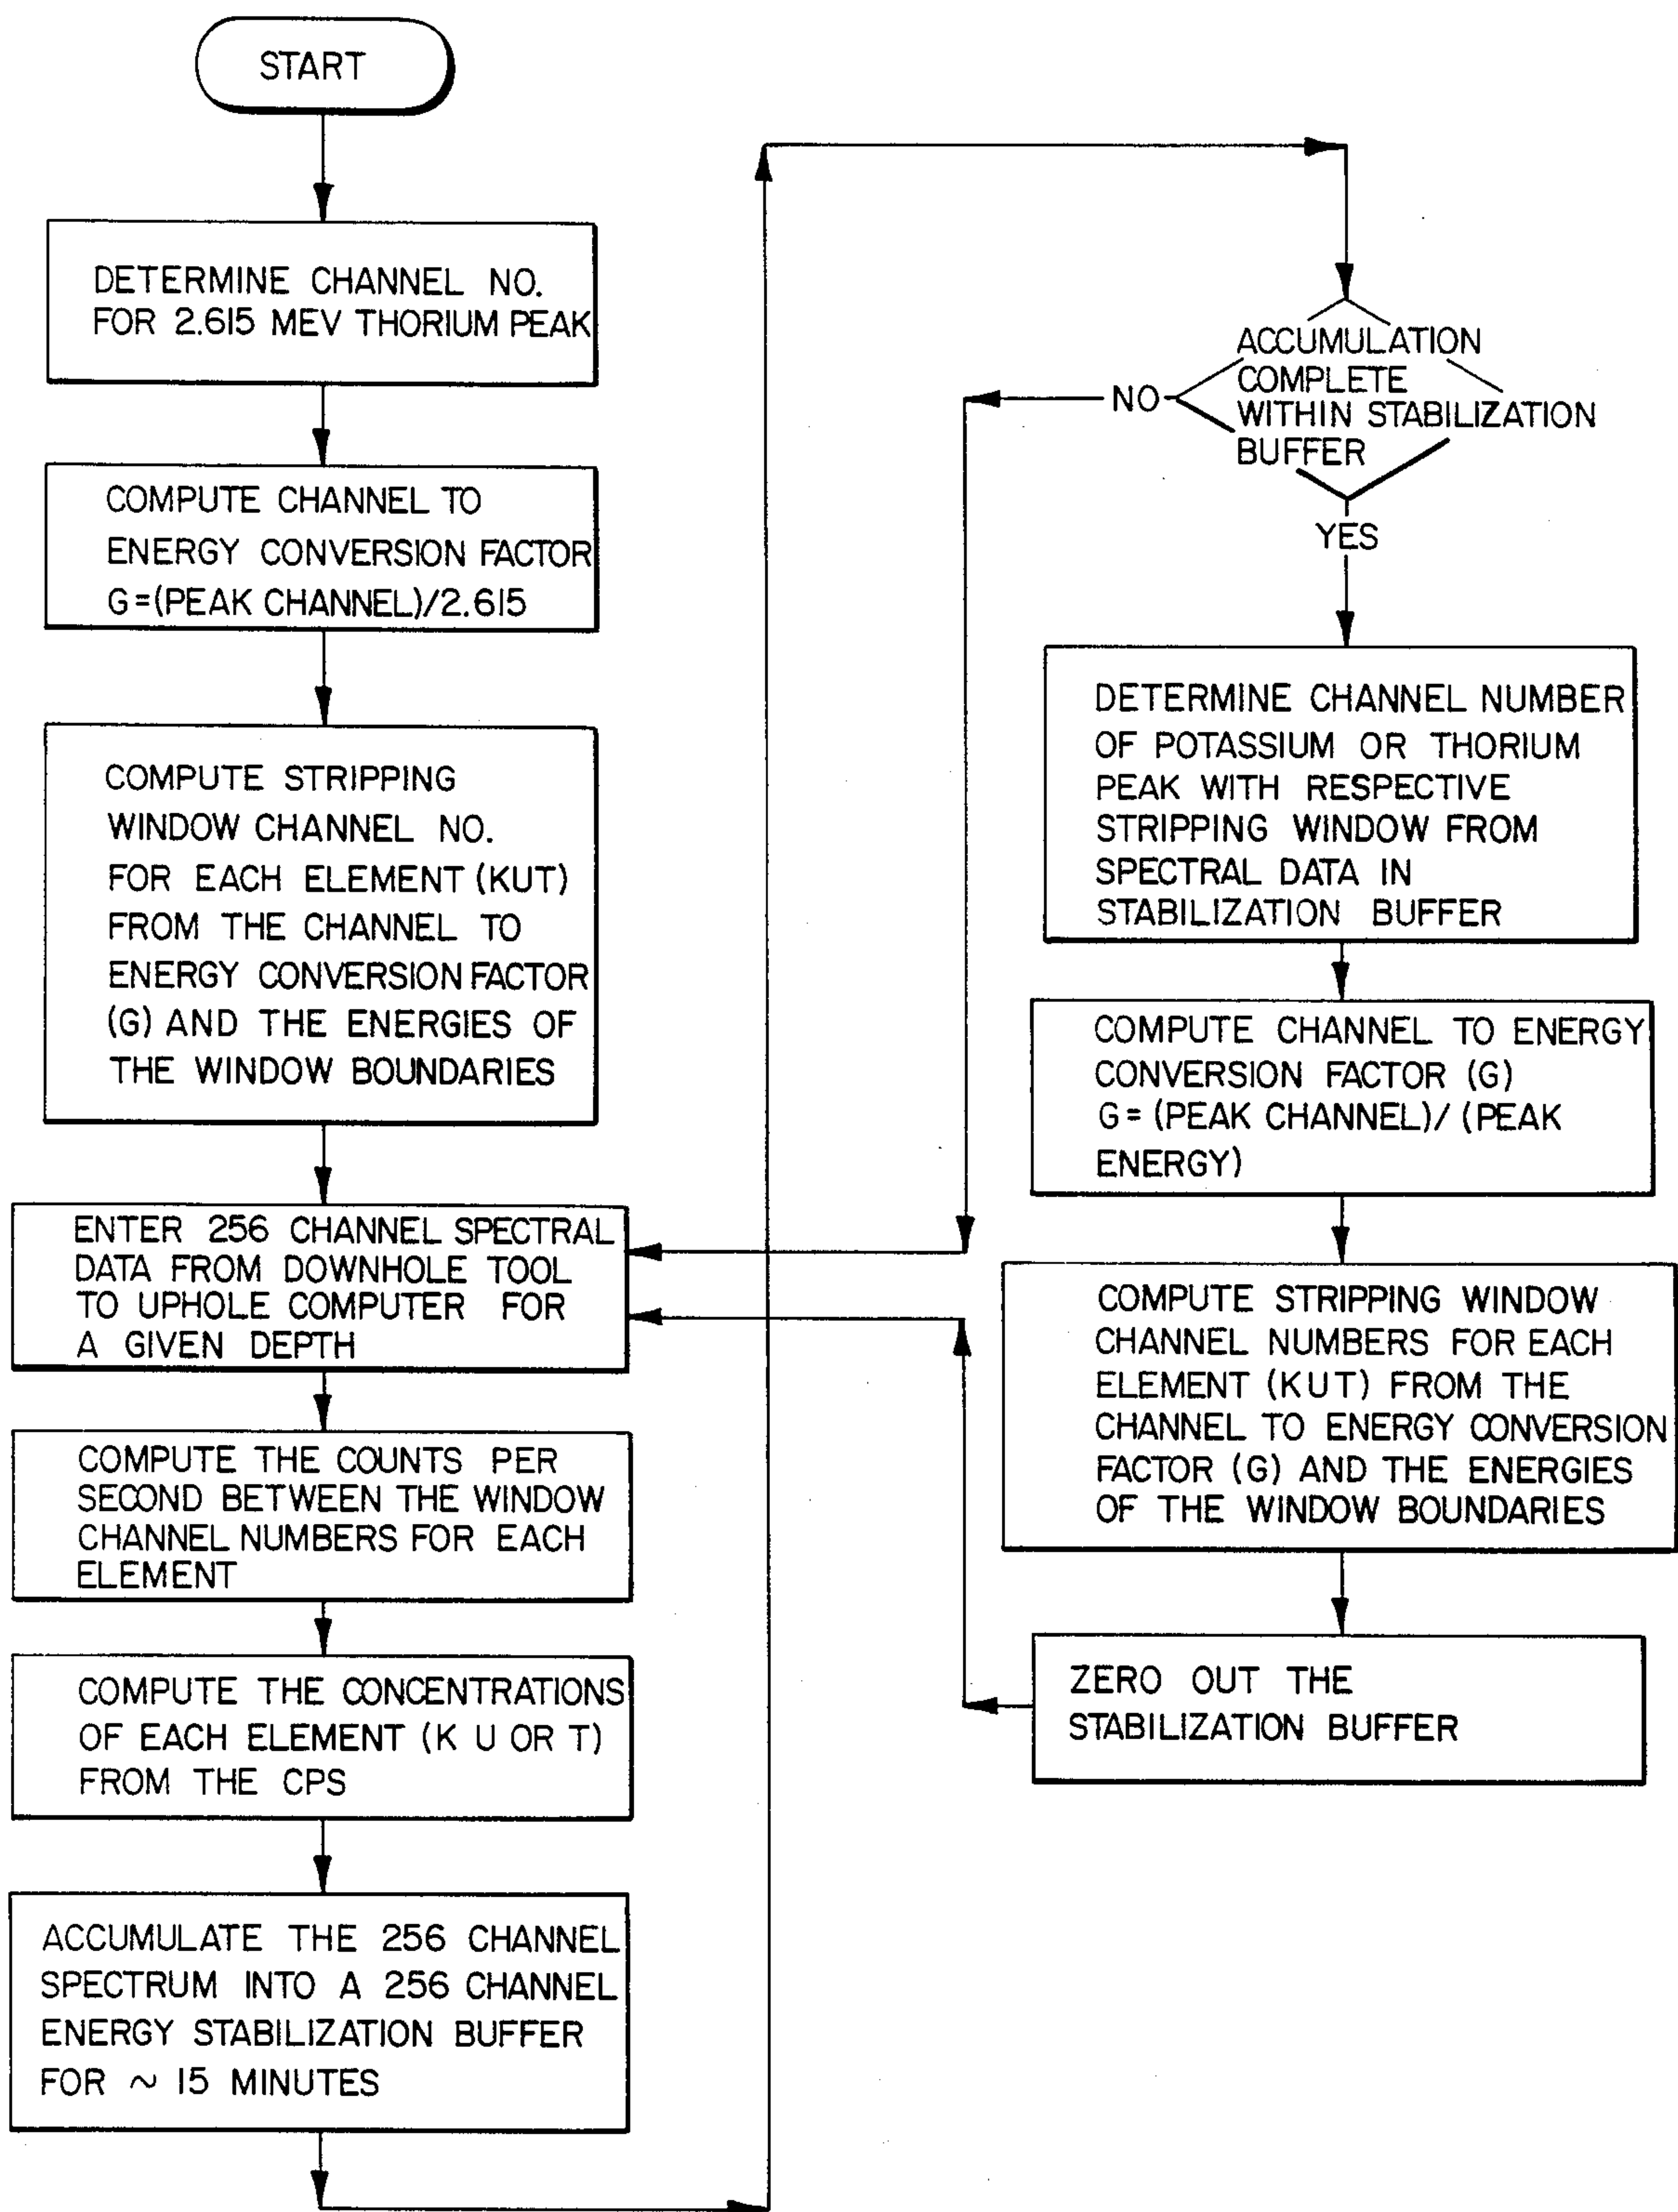 START
DETERMINE CHANNEL NO.
FOR 2.615 MEV THORIUM PEAK
COMPUTE CHANNEL TO
ENERGY CONVERSION FACTOR
G=(PEAK CHANNEL)/2.615
COMPUTE STRIPPING
WINDOW CHANNEL NO.
FOR EACH ELEMENT (KUT)
FROM THE CHANNEL TO
ENERGY CONVERSION FACTOR
(G) AND THE ENERGIES OF
THE WINDOW BOUNDARIES
ENTER 256 CHANNEL SPECTRAL
DATA FROM DOWNHOLE TOOL
TO UPHOLE COMPUTER FOR
A GIVEN DEPTH
COMPUTE THE COUNTS PER
SECOND BETWEEN THE WINDOW
CHANNEL NUMBERS FOR EACH
ELEMENT
COMPUTE THE CONCENTRATIONS
OF EACH ELEMENT (K U OR T)
FROM THE CPS
ACCUMULATE THE 256 CHANNEL
SPECTRUM INTO A 256 CHANNEL
ENERGY STABILIZATION BUFFER
FOR ~ 15 MINUTES
ACCUMULATION
COMPLETE
WITHIN STABILIZATION
BUFFER
NO
YES
DETERMINE CHANNEL NUMBER
OF POTASSIUM OR THORIUM
PEAK WITH RESPECTIVE
STRIPPING WINDOW FROM
SPECTRAL DATA IN
STABILIZATION BUFFER
COMPUTE CHANNEL TO ENERGY
CONVERSION FACTOR (G)
G=(PEAK CHANNEL)/(PEAK
ENERGY)
COMPUTE STRIPPING WINDOW
CHANNEL NUMBERS FOR EACH
ELEMENT (KUT) FROM THE
CHANNEL TO ENERGY CONVERSION
FACTOR (G) AND THE ENERGIES
OF THE WINDOW BOUNDARIES
ZERO OUT THE
STABILIZATION BUFFER